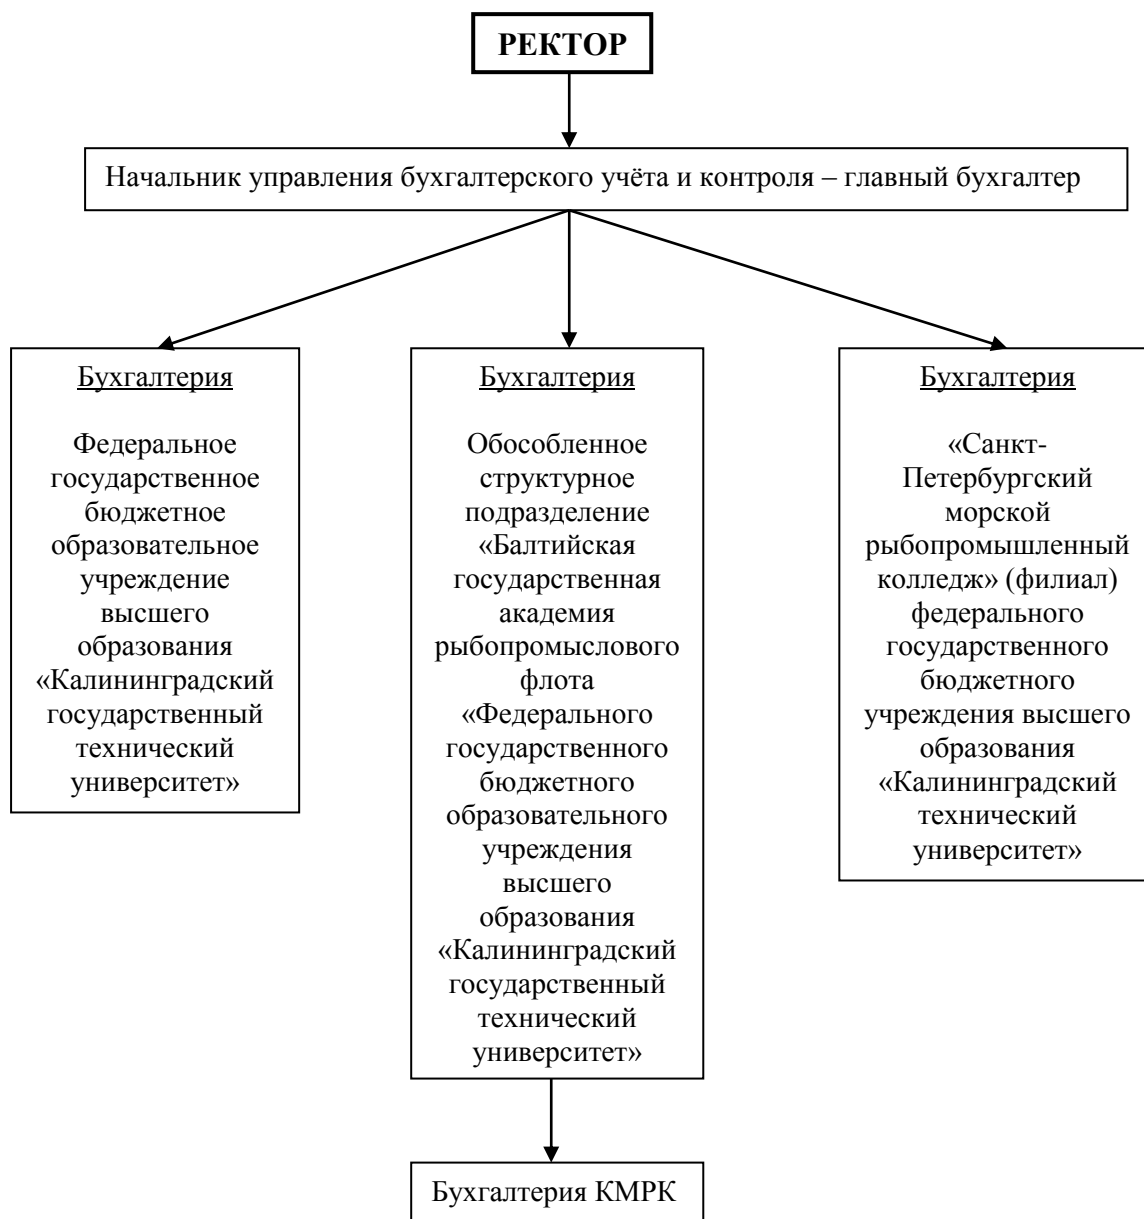 РЕКТОР
Начальник управления бухгалтерского учёта и контроля – главный бухгалтер
Бухгалтерия
Федеральное
государственное
бюджетное
образовательное
учреждение
высшего
образования
«Калининградский
государственный
технический
университет»
Бухгалтерия
Обособленное
структурное
подразделение
«Балтийская
государственная
академия
рыбопромыслового
флота
«Федерального
государственного
бюджетного
образовательного
учреждения
высшего
образования
«Калининградский
государственный
технический
университет»
Бухгалтерия
«Санкт-
Петербургский
морской
рыбопромышленный
колледж» (филиал)
федерального
государственного
бюджетного
учреждения высшего
образования
«Калининградский
технический
университет»
Бухгалтерия КМРК